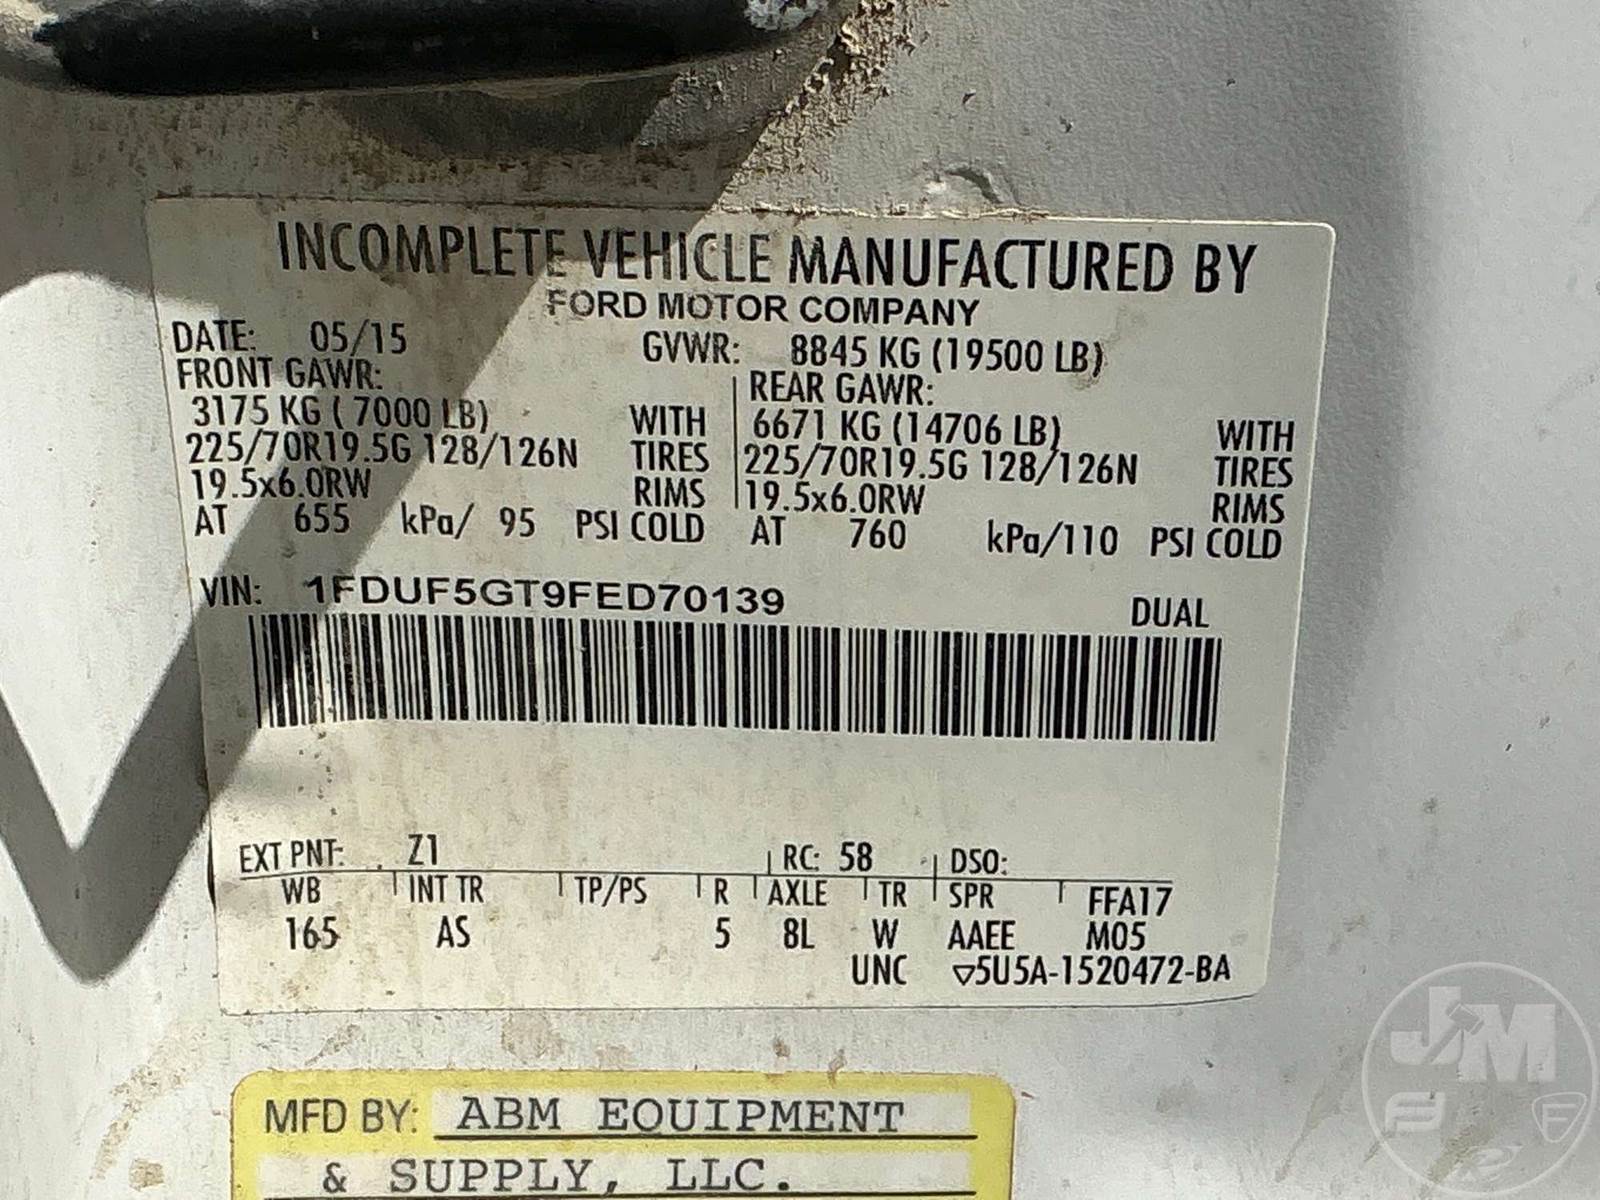 INCOMPLETE VEHICLE MANUFACTURED BY
FORD MOTOR COMPANY
DATE: 05/15 GVWR: 8845 KG (19500 LB)
FRONT GAWR: REAR GAWR:
3175 KG ( 7000 LB) WITH 6671 KG (14706 LB) WITH
225/70R19.5G 128/126N TIRES 225/70R19.5G 128/126N TIRES
19.5x6.0RW RIMS 19.5x6.0RW RIMS
AT 655 kPa/ 95 PSI COLD AT 760 kPa/110 PSI COLD
VIN: 1FDUF5GT9FED70139 DUAL
EXT PNT: Z1 RC: 58 DSO:
WB INT TR TP/PS R AXLE TR SPR FFA17
165 AS 5 8L W AAEE M05
UNC ▽5U5A-1520472-BA
MFD BY: ABM EQUIPMENT
& SUPPLY, LLC.
JM